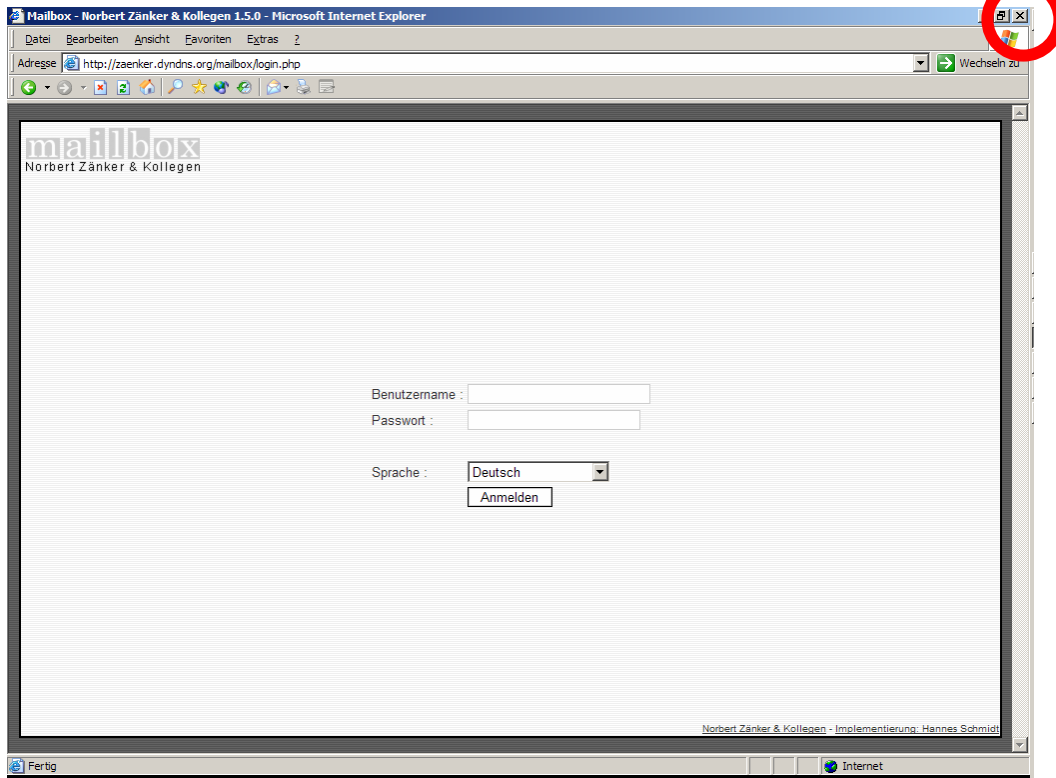 Mailbox - Norbert Zänker & Kollegen 1.5.0 - Microsoft Internet Explorer
Datei Bearbeiten Ansicht Favoriten Extras ?
Adresse http://zaenker.dyndns.org/mailbox/login.php Wechseln zu
mailbox
Norbert Zänker & Kollegen
Benutzername :
Passwort :
Sprache : Deutsch
Anmelden
Norbert Zänker & Kollegen - Implementierung: Hannes Schmidt
Fertig Internet